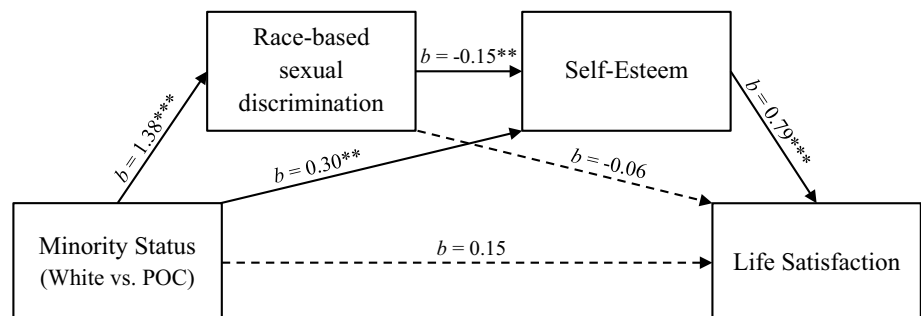 Race-based
sexual
discrimination
b = -0.15**
Self-Esteem
b = 1.38***
b = 0.30**
b = -0.06
b = 0.79***
Minority Status
(White vs. POC)
b = 0.15
Life Satisfaction